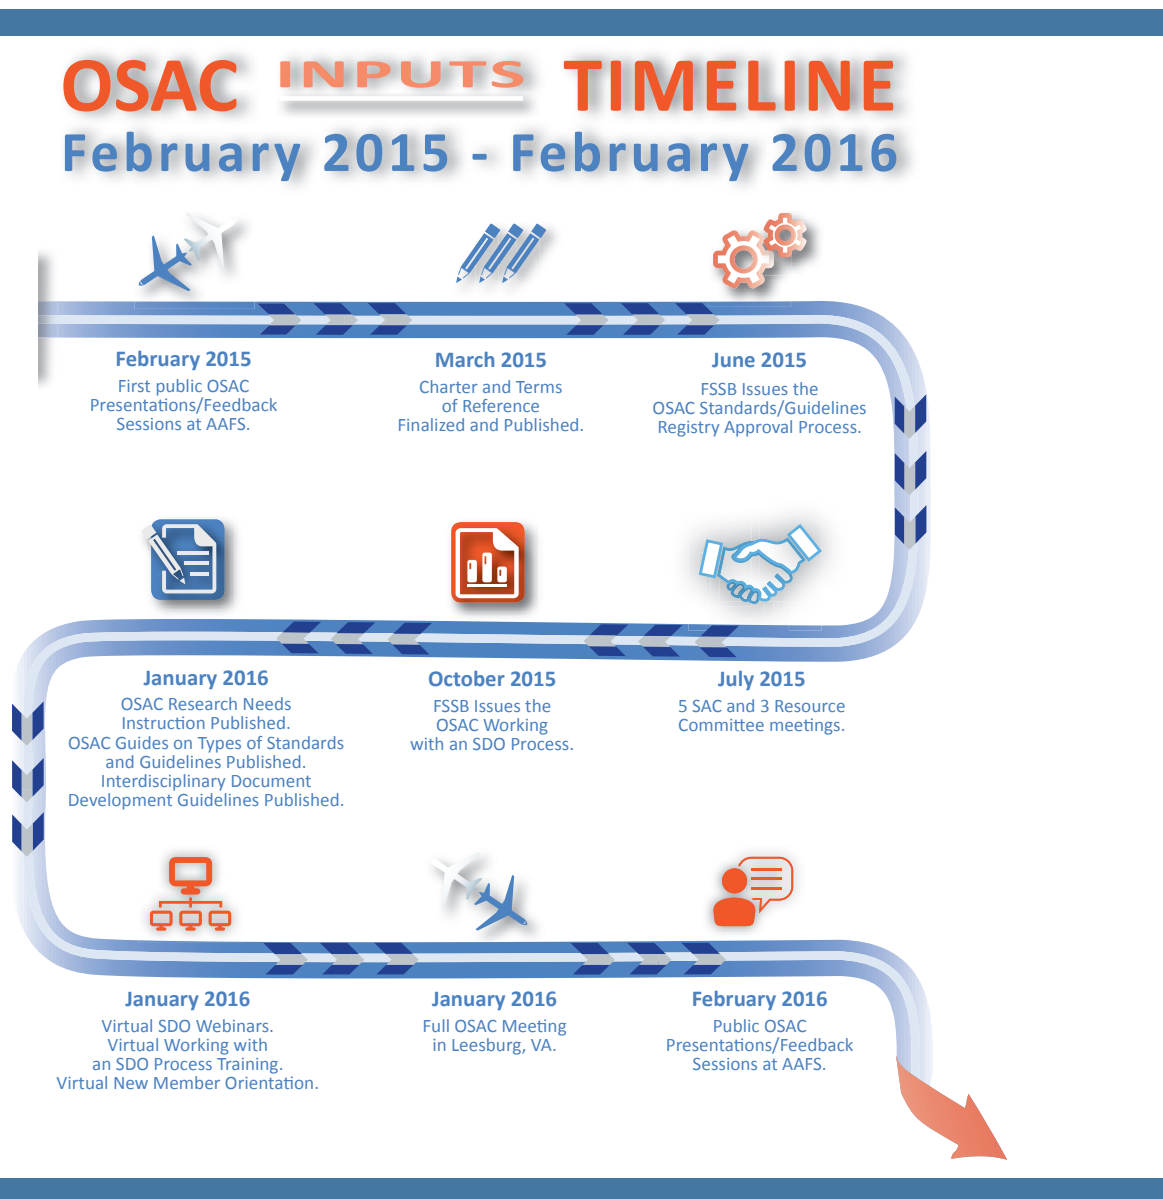 OSAC INPUTS TIMELINE
February 2015 - February 2016
February 2015
First public OSAC
Presentations/Feedback
Sessions at AAFS.
March 2015
Charter and Terms
of Reference
Finalized and Published.
June 2015
FSSB Issues the
OSAC Standards/Guidelines
Registry Approval Process.
January 2016
OSAC Research Needs
Instruction Published.
OSAC Guides on Types of Standards
and Guidelines Published.
Interdisciplinary Document
Development Guidelines Published.
October 2015
FSSB Issues the
OSAC Working
with an SDO Process.
July 2015
5 SAC and 3 Resource
Committee meetings.
January 2016
Virtual SDO Webinars.
Virtual Working with
an SDO Process Training.
Virtual New Member Orientation.
January 2016
Full OSAC Meeting
in Leesburg, VA.
February 2016
Public OSAC
Presentations/Feedback
Sessions at AAFS.